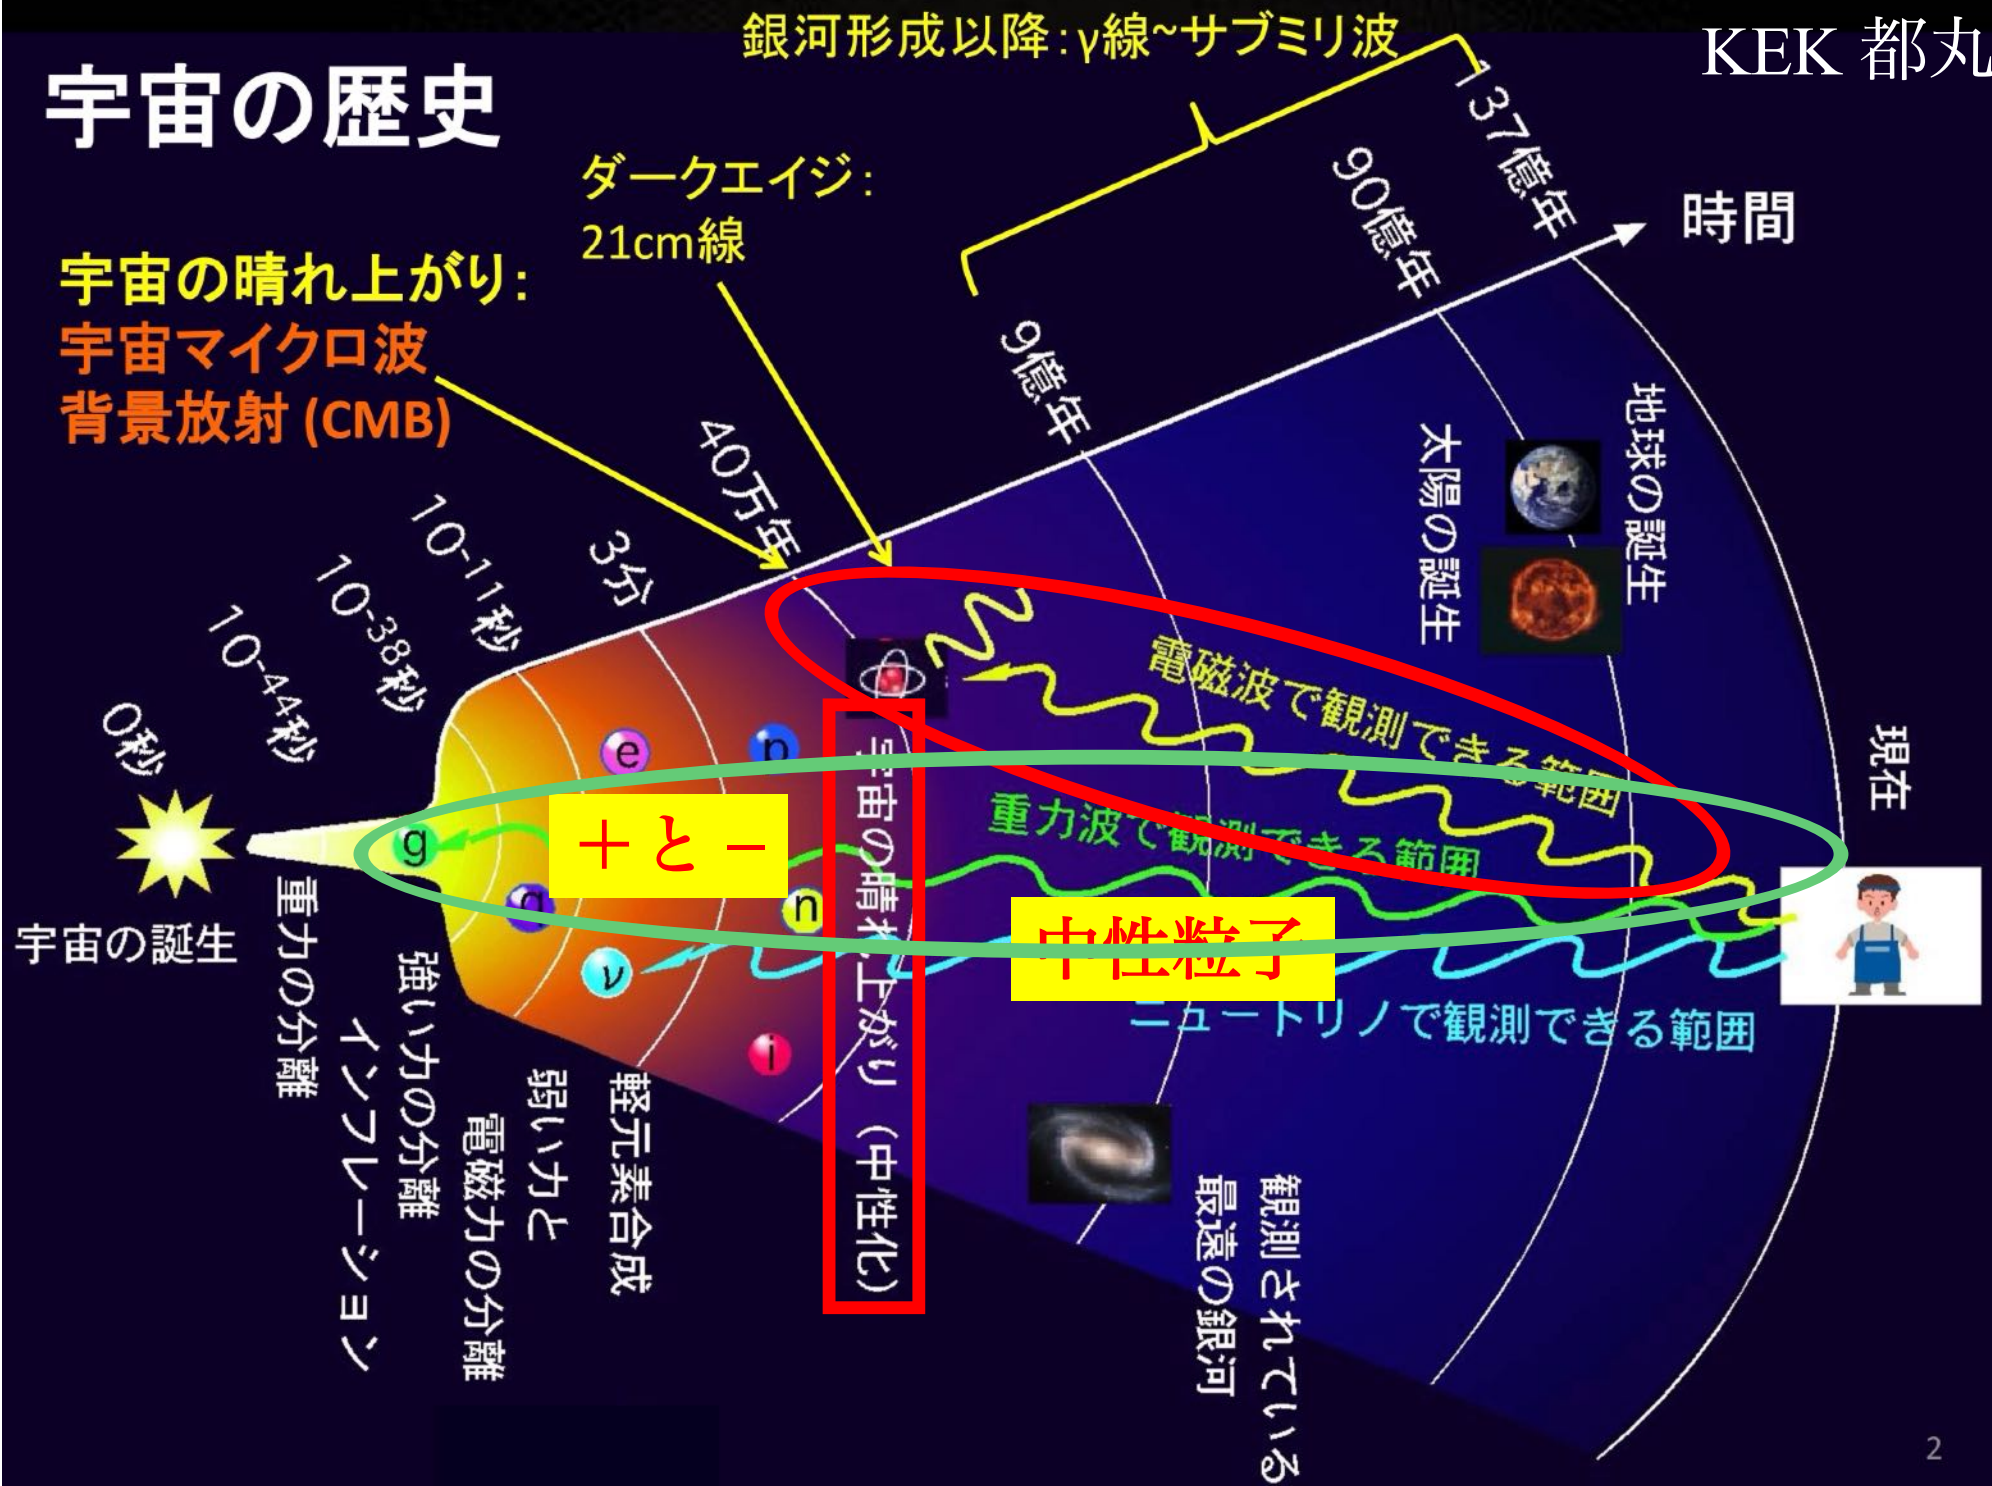 銀河形成以降:γ線~サブミリ波
KEK 都丸
宇宙の歴史
ダークエイジ:
21cm線
宇宙の晴れ上がり:
宇宙マイクロ波
背景放射 (CMB)
0秒
10-44秒
10-38秒
10-11秒
3分
40万年
9億年
90億年
137億年
時間
地球の誕生
太陽の誕生
電磁波で観測できる範囲
重力波で観測できる範囲
ニュートリノで観測できる範囲
現在
e
p
g
q
n
ν
i
+と-
中性粒子
宇宙の晴れ上がり (中性化)
宇宙の誕生
重力の分離
インフレーション
強い力の分離
電磁力の分離
弱い力と
軽元素合成
観測されている
最遠の銀河
2